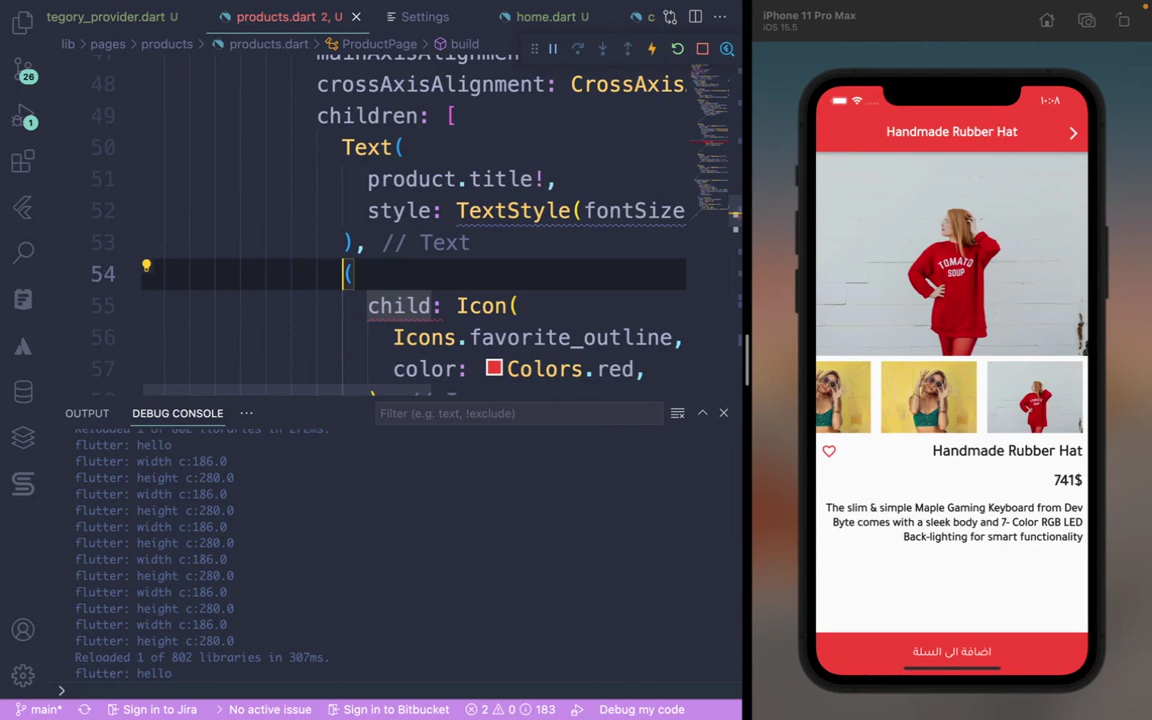 tegory_provider.dart U
products.dart 2, U
Settings
home.dart U
c
lib > pages > products > products.dart > ProductPage > build
48 crossAxisAlignment: CrossAxis
49 children: [
50 Text(
51 product.title!,
52 style: TextStyle(fontSize
53 ), // Text
54 (
55 child: Icon(
56 Icons.favorite_outline,
57 color: Colors.red,
26
1
OUTPUT DEBUG CONSOLE
Filter (e.g. text, !exclude)
flutter: hello
flutter: width c:186.0
flutter: height c:280.0
flutter: width c:186.0
flutter: height c:280.0
flutter: width c:186.0
flutter: height c:280.0
flutter: width c:186.0
flutter: height c:280.0
flutter: width c:186.0
flutter: height c:280.0
flutter: width c:186.0
flutter: height c:280.0
Reloaded 1 of 802 libraries in 307ms.
flutter: hello
main* Sign in to Jira No active issue Sign in to Bitbucket 2 0 183 Debug my code
iPhone 11 Pro Max
iOS 15.5
١٠:٠٨
Handmade Rubber Hat
TOMATO
SOUP
Handmade Rubber Hat
741$
The slim & simple Maple Gaming Keyboard from Dev
Byte comes with a sleek body and 7- Color RGB LED
Back-lighting for smart functionality
اضافة الى السلة